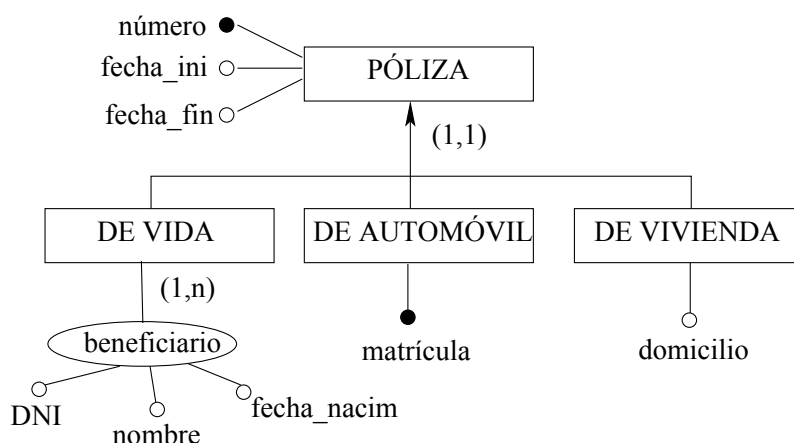 número
fecha_ini
fecha_fin
PÓLIZA
(1,1)
DE VIDA
DE AUTOMÓVIL
DE VIVIENDA
(1,n)
beneficiario
matrícula
domicilio
DNI
nombre
fecha_nacim